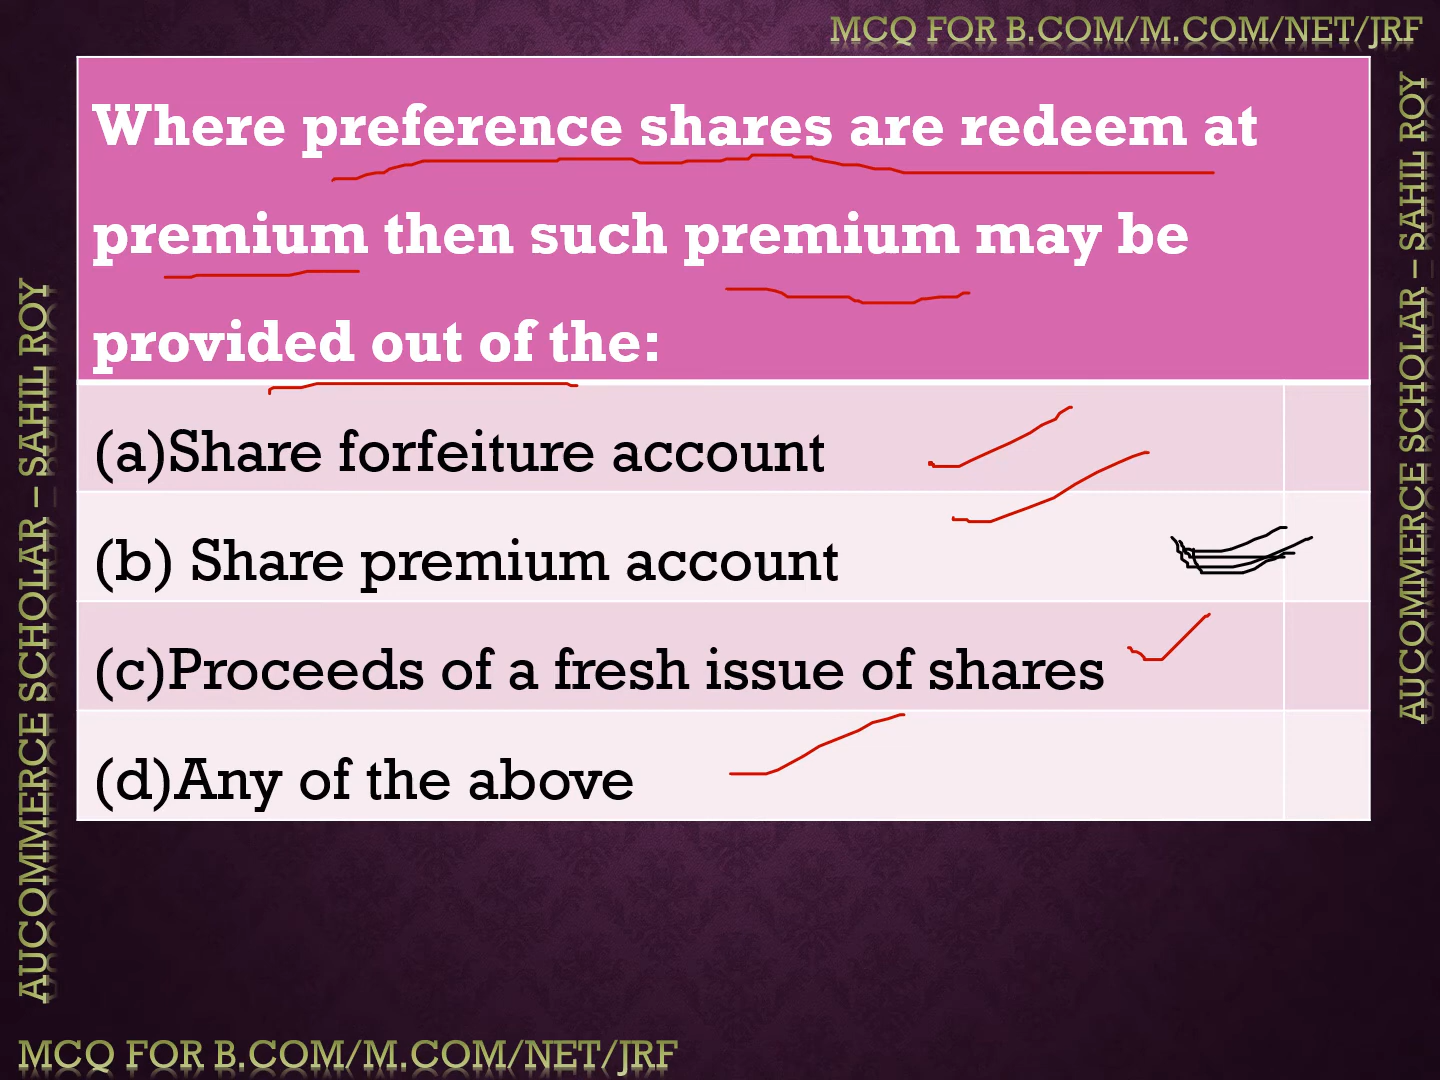 MCQ FOR B.COM/M.COM/NET/JRF
Where preference shares are redeem at
premium then such premium may be
provided out of the:
(a)Share forfeiture account
(b) Share premium account
(c)Proceeds of a fresh issue of shares
(d)Any of the above
AUCOMMERCE SCHOLAR – SAHIL ROY
AUCOMMERCE SCHOLAR – SAHIL ROY
MCQ FOR B.COM/M.COM/NET/JRF